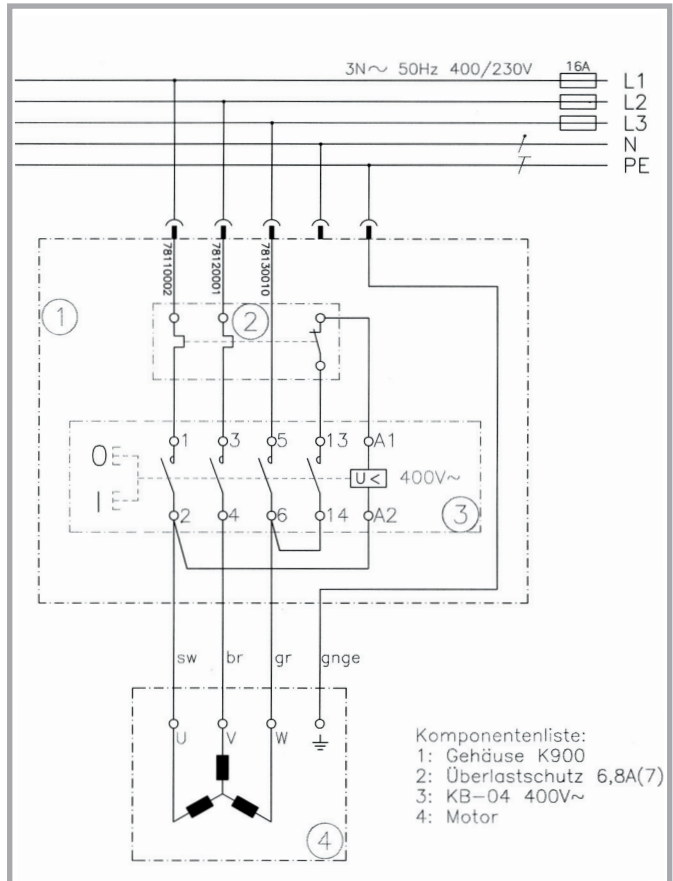 3N~ 50Hz 400/230V
16A
L1
L2
L3
N
PE
78110002
78120001
78130010
1
2
1
3
5
13
A1
0
I
U<
400V~
2
4
6
14
A2
3
sw
br
gr
gnge
U
V
W
4
Komponentenliste:
1: Gehäuse K900
2: Überlastschutz 6,8A(7)
3: KB-04 400V~
4: Motor